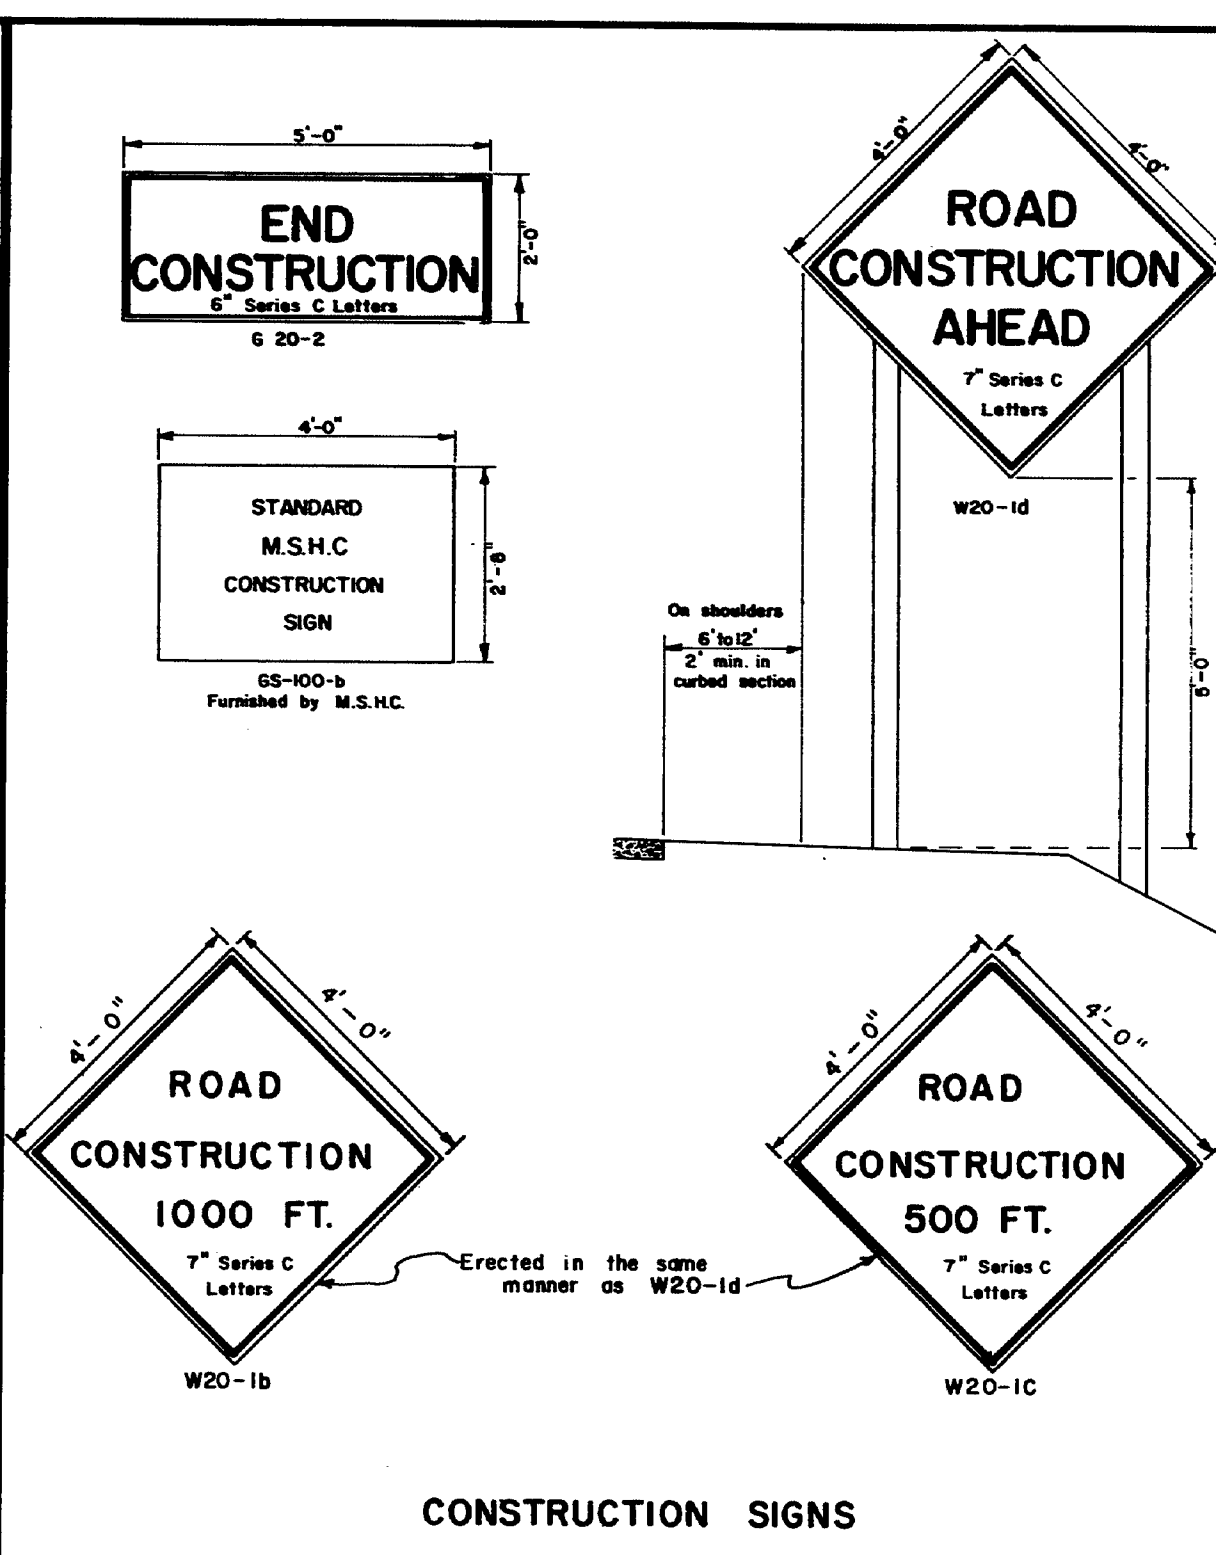 5'-0"
END
CONSTRUCTION
6" Series C Letters
2'-0"
G 20-2
4'-0"
STANDARD
M.S.H.C
CONSTRUCTION
SIGN
2'-6"
GS-100-b
Furnished by M.S.H.C.
4'-0"
4'-0"
ROAD
CONSTRUCTION
AHEAD
7" Series C
Letters
W20-1d
On shoulders
6' to 12'
2' min. in
curbed section
4'-0"
4'-0"
ROAD
CONSTRUCTION
1000 FT.
7" Series C
Letters
W20-1b
Erected in the same
manner as W20-1d
4'-0"
4'-0"
ROAD
CONSTRUCTION
500 FT.
7" Series C
Letters
W20-1C
CONSTRUCTION SIGNS